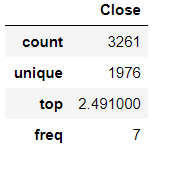 Close
count 3261
unique 1976
top 2.491000
freq 7